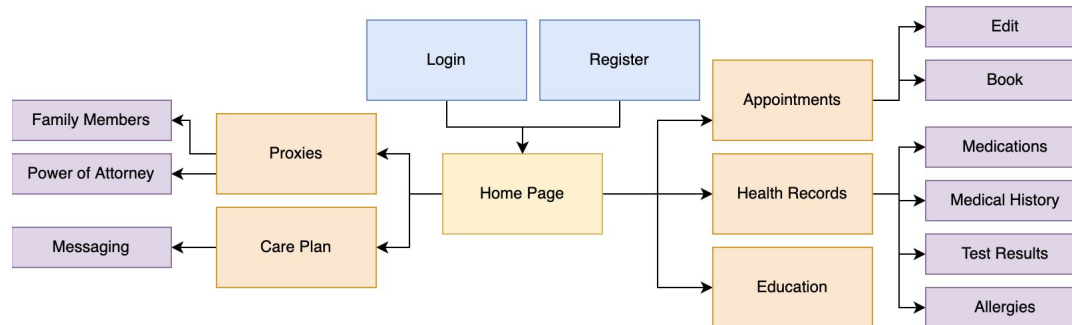 Edit
Login
Register
Book
Appointments
Family Members
Proxies
Medications
Power of Attorney
Home Page
Health Records
Medical History
Messaging
Care Plan
Test Results
Education
Allergies